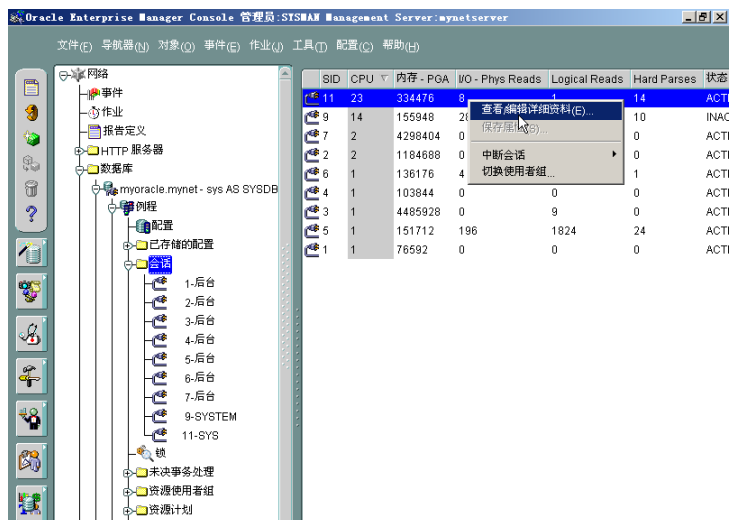 Oracle Enterprise Manager Console 管理员:SYSMAN Management Server:mynetserver
文件(F) 导航器(N) 对象(O) 事件(E) 作业(J) 工具(T) 配置(C) 帮助(H)
网络
事件
作业
报告定义
HTTP 服务器
数据库
myoracle.mynet - sys AS SYSDB
例程
配置
已存储的配置
会话
1-后台
2-后台
3-后台
4-后台
5-后台
6-后台
7-后台
9-SYSTEM
11-SYS
锁
未决事务处理
资源使用者组
资源计划
SID CPU 内存 - PGA I/O - Phys Reads Logical Reads Hard Parses 状态
11 23 334476 8 1 14 ACTI
9 14 155948 10 INAC
7 2 4298404 0 0 ACTI
2 2 1184688 0 0 ACTI
6 1 136176 4 1 ACTI
4 1 103844 0 0 0 ACTI
3 1 4485928 0 9 0 ACTI
5 1 151712 196 1824 24 ACTI
1 1 76592 0 0 0 ACTI
查看/编辑详细资料(E)...
保存属
中断会话
切换使用者组...